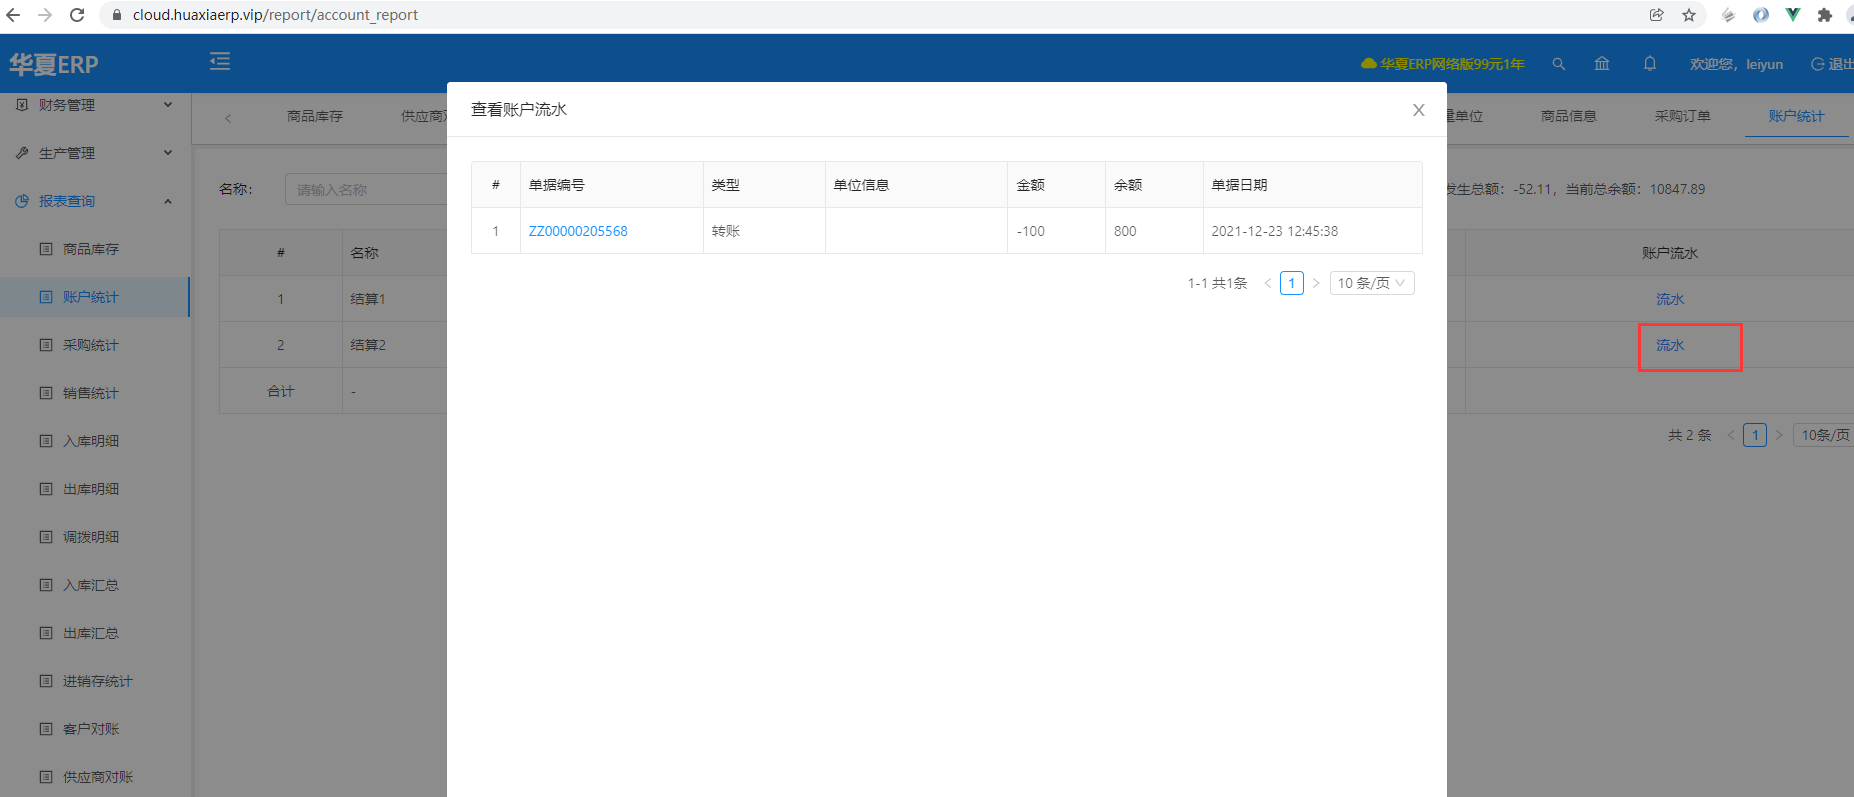 cloud.huaxiaerp.vip/report/account_report
华夏ERP
华夏ERP网络版99元1年
欢迎您，leiyun
退出
财务管理
生产管理
报表查询
商品库存
账户统计
采购统计
销售统计
入库明细
出库明细
调拨明细
入库汇总
出库汇总
进销存统计
客户对账
供应商对账
商品库存
供应商对
量单位
商品信息
采购订单
账户统计
名称：
请输入名称
发生总额：-52.11，当前总余额：10847.89
# 名称 账户流水
1 结算1 流水
2 结算2 流水
合计 -
共 2 条 1 10条/页
查看账户流水
# 单据编号 类型 单位信息 金额 余额 单据日期
1 ZZ00000205568 转账 -100 800 2021-12-23 12:45:38
1-1 共1条 1 10 条/页